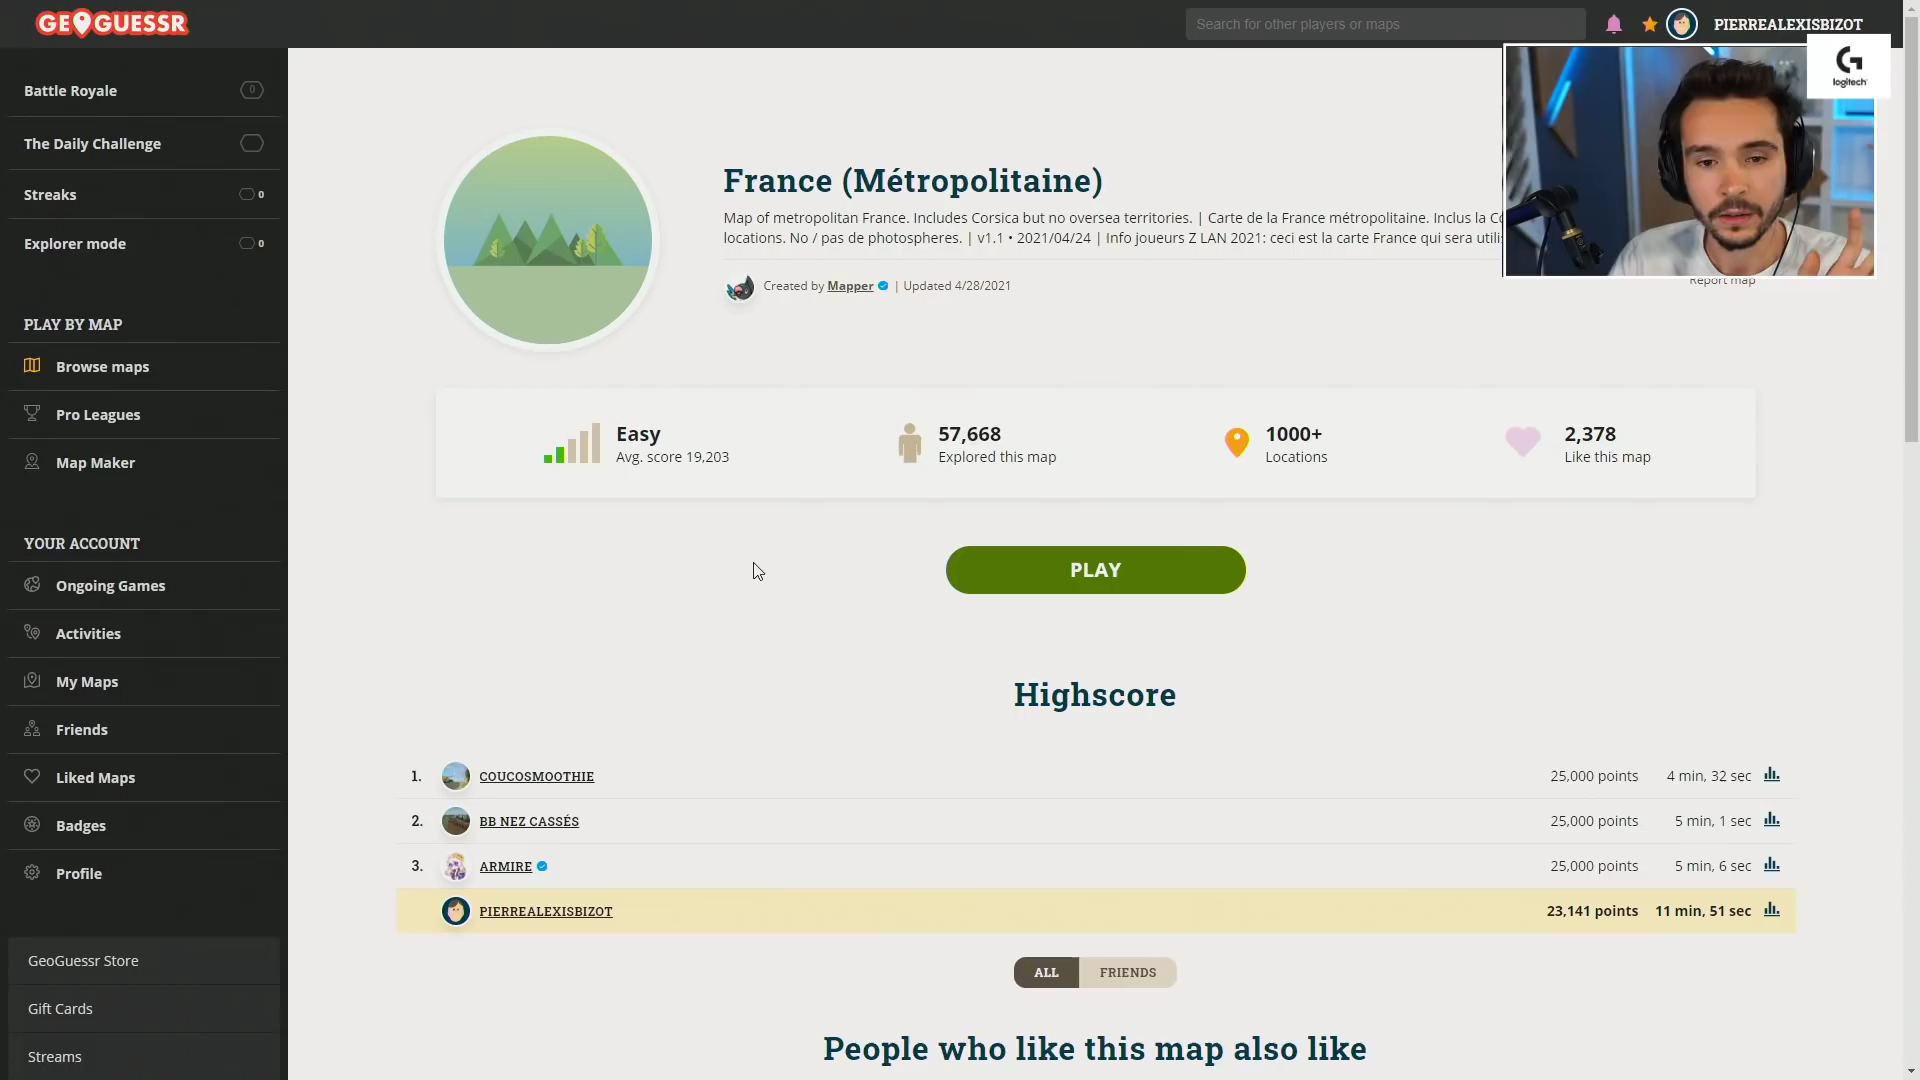 GEOGUESSR
Search for other players or maps
PIERREALEXISBIZOT
logitech
Battle Royale
0
The Daily Challenge
Streaks
0
Explorer mode
0
PLAY BY MAP
Browse maps
Pro Leagues
Map Maker
YOUR ACCOUNT
Ongoing Games
Activities
My Maps
Friends
Liked Maps
Badges
Profile
GeoGuessr Store
Gift Cards
Streams
France (Métropolitaine)
Map of metropolitan France. Includes Corsica but no oversea territories. | Carte de la France métropolitaine. Inclus la
locations. No / pas de photospheres. | v1.1 • 2021/04/24 | Info joueurs Z LAN 2021: ceci est la carte France qui sera
Created by Mapper | Updated 4/28/2021
Report map
Easy
Avg. score 19,203
57,668
Explored this map
1000+
Locations
2,378
Like this map
PLAY
Highscore
1. COUCOSMOOTHIE 25,000 points 4 min, 32 sec
2. BB NEZ CASSÉS 25,000 points 5 min, 1 sec
3. ARMIRE 25,000 points 5 min, 6 sec
PIERREALEXISBIZOT 23,141 points 11 min, 51 sec
ALL FRIENDS
People who like this map also like